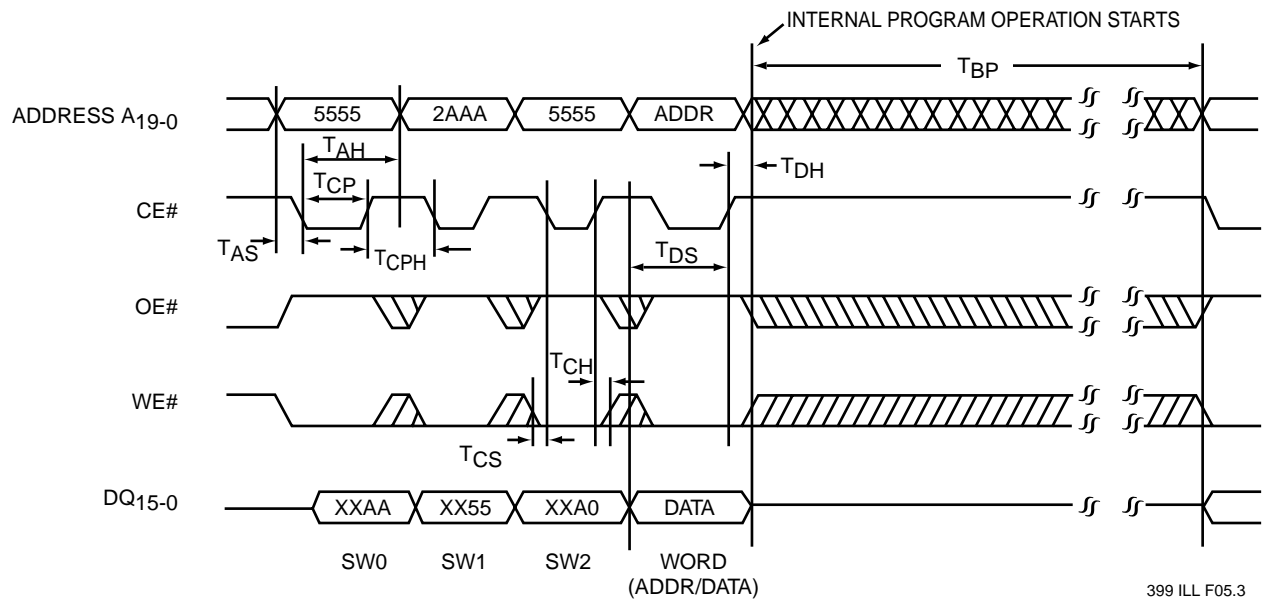 INTERNAL PROGRAM OPERATION STARTS
TBP
ADDRESS A19-0
5555
2AAA
5555
ADDR
TAH
TDH
TCP
CE#
TAS
TCPH
TDS
OE#
TCH
WE#
TCS
DQ15-0
XXAA
XX55
XXA0
DATA
SW0
SW1
SW2
WORD
(ADDR/DATA)
399 ILL F05.3